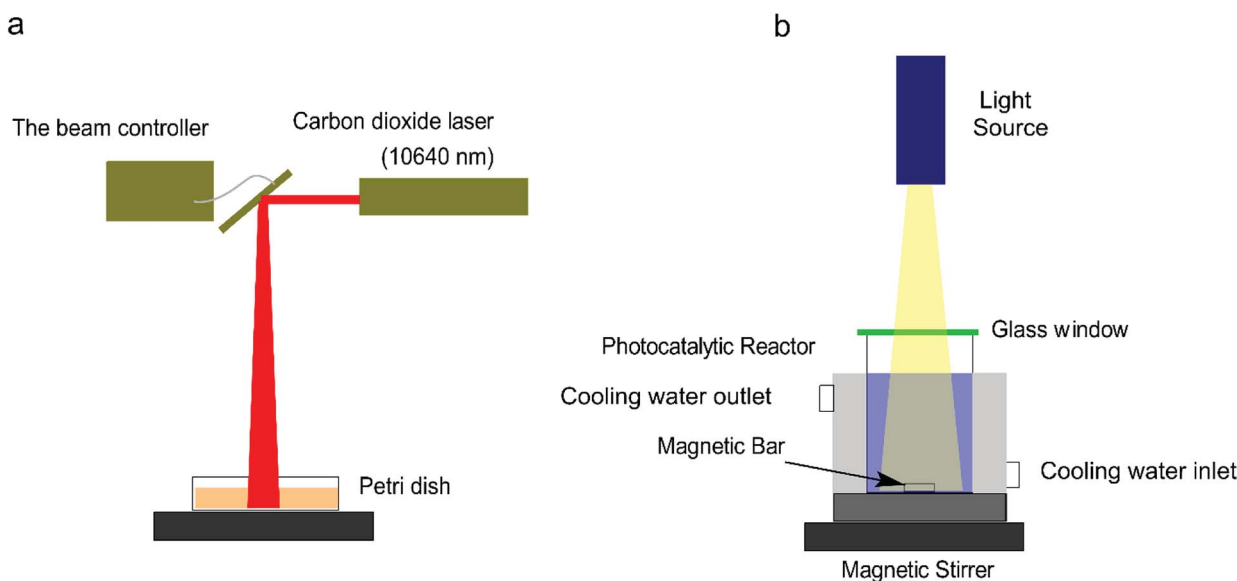 a
The beam controller
Carbon dioxide laser
(10640 nm)
Petri dish
b
Light
Source
Glass window
Photocatalytic Reactor
Cooling water outlet
Magnetic Bar
Cooling water inlet
Magnetic Stirrer